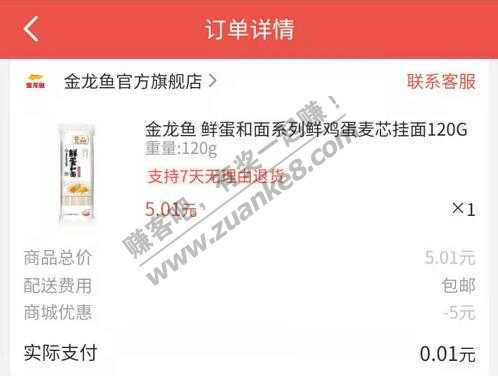 订单详情
金龙鱼
金龙鱼官方旗舰店 >
联系客服
金龙鱼 鲜蛋和面系列鲜鸡蛋麦芯挂面120G
重量:120g
支持7天无理由退货
5.01元
×1
商品总价
5.01元
配送费用
包邮
商城优惠
-5元
实际支付
0.01元
赚客吧，有奖一起赚！
www.zuanke8.com